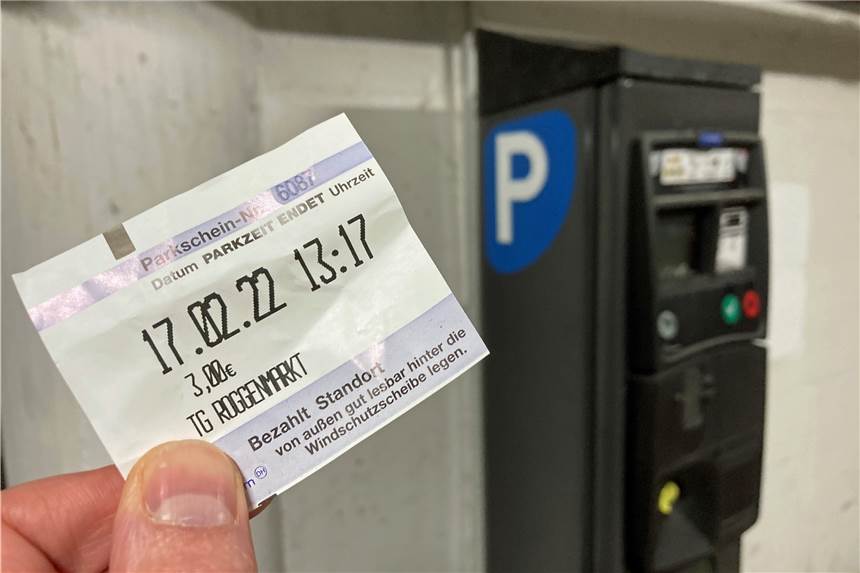 Parkschein-Nr. 6087
Datum PARKZEIT ENDET Uhrzeit
17.02.22 13:17
3,00€
TG ROGGENMARKT
Bezahlt Standort
von außen gut lesbar hinter die
Windschutzscheibe legen.
DH
P